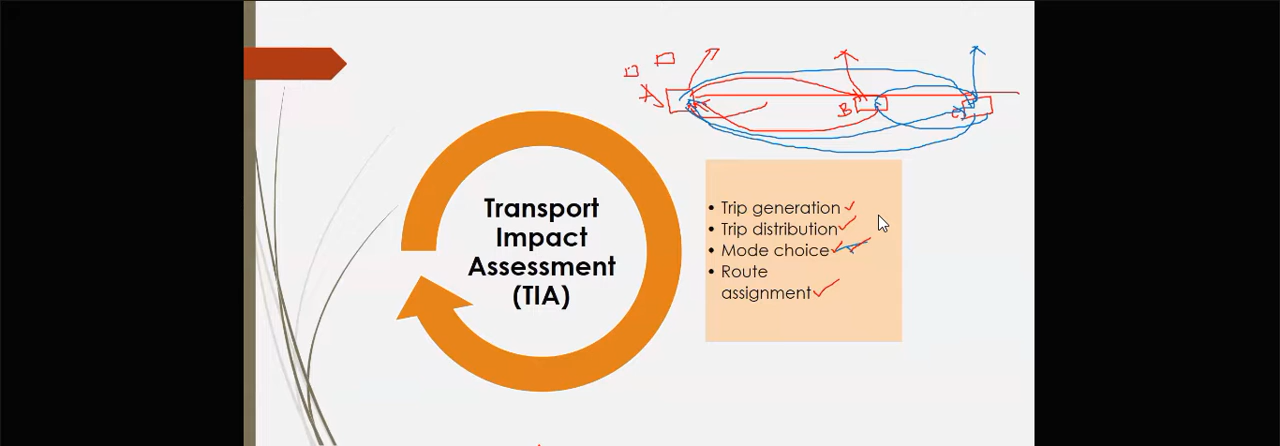 A
B
C
Transport
Impact
Assessment
(TIA)
• Trip generation
• Trip distribution
• Mode choice
• Route
assignment